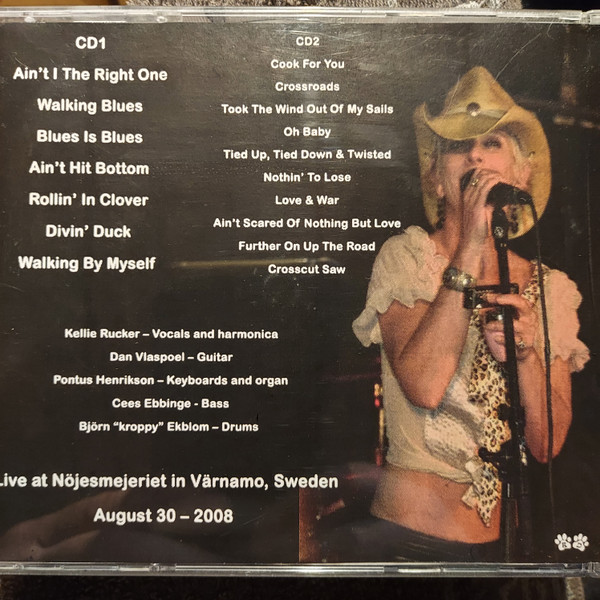 CD1
Ain't I The Right One
Walking Blues
Blues Is Blues
Ain't Hit Bottom
Rollin' In Clover
Divin' Duck
Walking By Myself
CD2
Cook For You
Crossroads
Took The Wind Out Of My Sails
Oh Baby
Tied Up, Tied Down & Twisted
Nothin' To Lose
Love & War
Ain't Scared Of Nothing But Love
Further On Up The Road
Crosscut Saw
Kellie Rucker – Vocals and harmonica
Dan Vlaspoel – Guitar
Pontus Henrikson – Keyboards and organ
Cees Ebbinge - Bass
Björn "kroppy" Ekblom – Drums
Live at Nöjesmejeriet in Värnamo, Sweden
August 30 – 2008